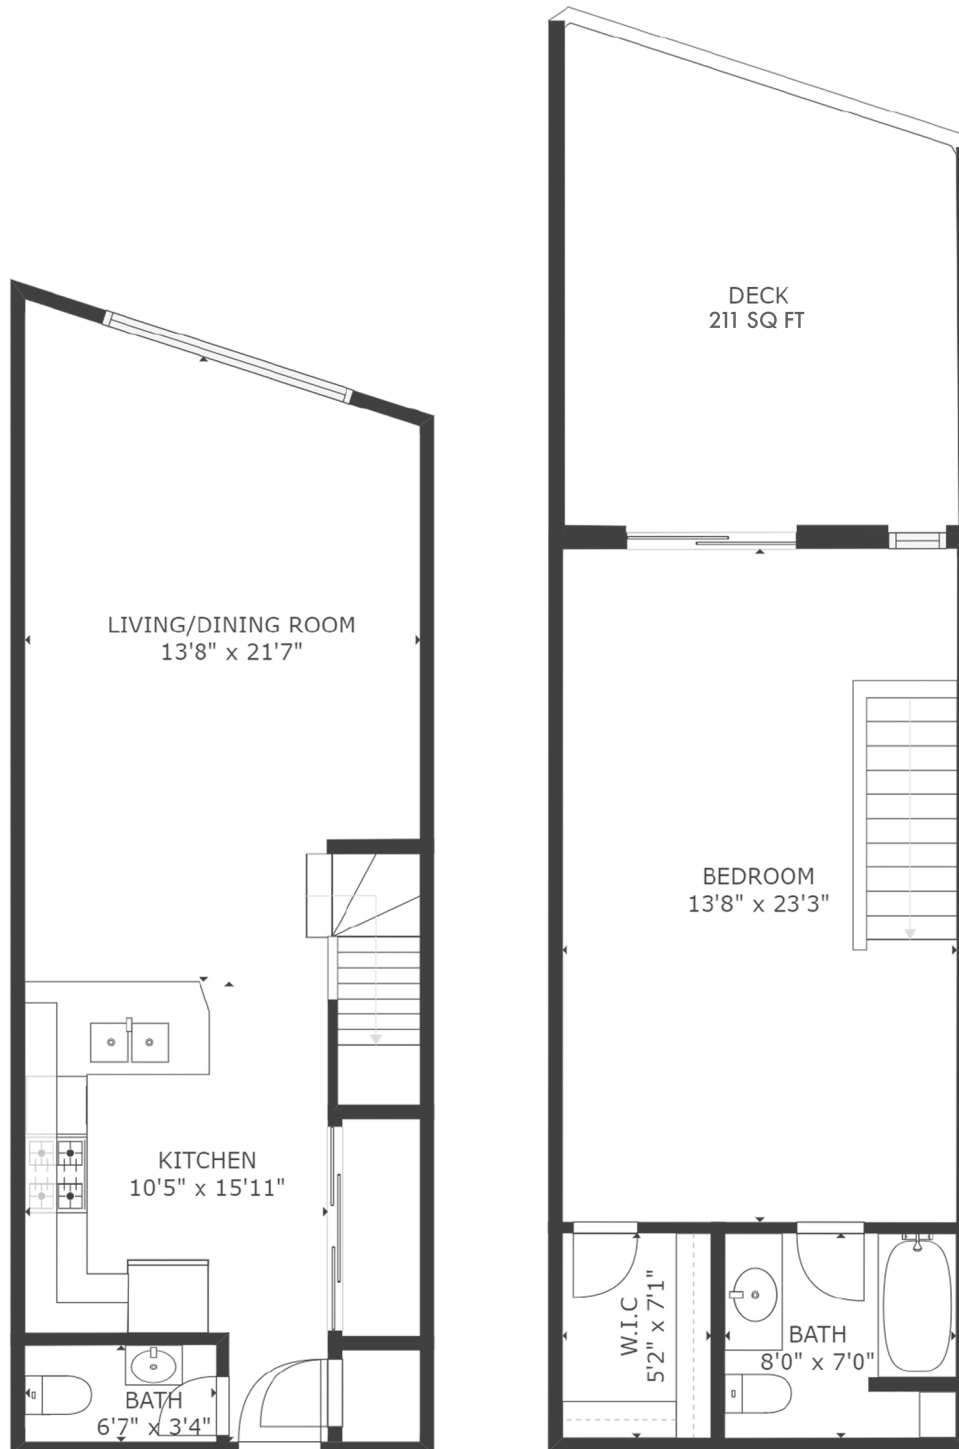 LIVING/DINING ROOM
13'8" x 21'7"
KITCHEN
10'5" x 15'11"
BATH
6'7" x 3'4"
DECK
211 SQ FT
BEDROOM
13'8" x 23'3"
W.I.C
5'2" x 7'1"
BATH
8'0" x 7'0"